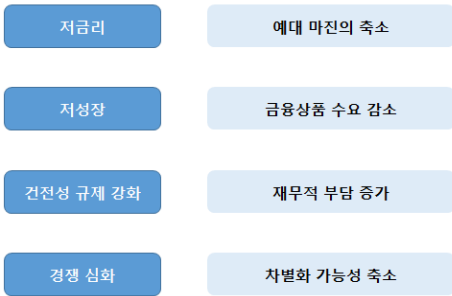 저금리
예대 마진의 축소
저성장
금융상품 수요 감소
건전성 규제 강화
재무적 부담 증가
경쟁 심화
차별화 가능성 축소